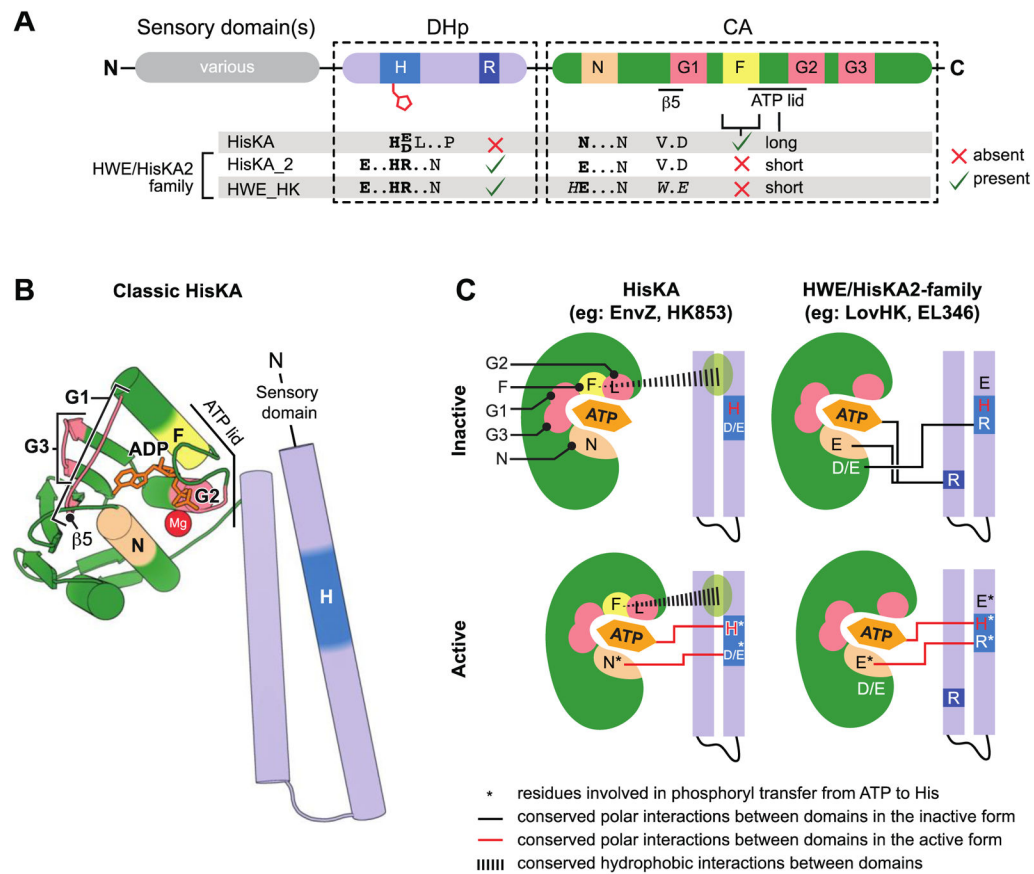 A
Sensory domain(s) DHp CA
N various H R N G1 F G2 G3 C
β5 ATP lid
HisKA HEDL..P N...N V.D long
HWE/HisKA2 family
HisKA_2 E..HR..N E...N V.D short
HWE_HK E..HR..N HE...N W.E short
absent
present
B Classic HisKA
N
Sensory
domain
G1
G3
F
ATP lid
ADP
G2
Mg
β5
N
H
C
HisKA
(eg: EnvZ, HK853)
HWE/HisKA2-family
(eg: LovHK, EL346)
Inactive
G2
F
G1
G3
N
F L
ATP
N
H
D/E
ATP
E
D/E
R
E
H
R
Active
F L
ATP
N*
H*
*
D/E
ATP
E*
D/E
R
E*
H*
R*
* residues involved in phosphoryl transfer from ATP to His
conserved polar interactions between domains in the inactive form
conserved polar interactions between domains in the active form
conserved hydrophobic interactions between domains